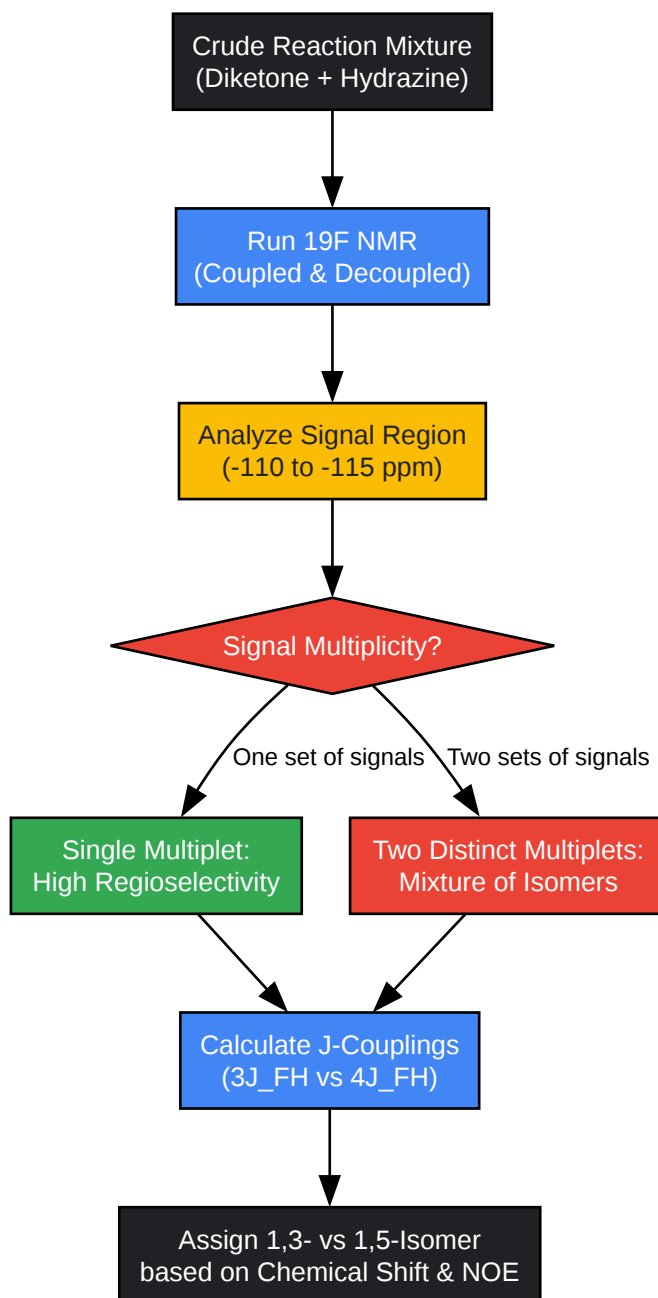 Crude Reaction Mixture
(Diketone + Hydrazine)
Run 19F NMR
(Coupled & Decoupled)
Analyze Signal Region
(-110 to -115 ppm)
Signal Multiplicity?
One set of signals
Two sets of signals
Single Multiplet:
High Regioselectivity
Two Distinct Multiplets:
Mixture of Isomers
Calculate J-Couplings
(3J_FH vs 4J_FH)
Assign 1,3- vs 1,5-Isomer
based on Chemical Shift & NOE